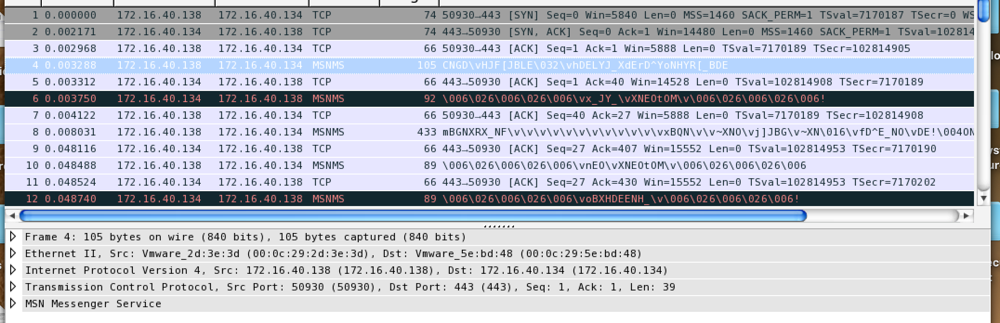 1 0.000000 172.16.40.138 172.16.40.134 TCP 74 50930→443 [SYN] Seq=0 Win=5840 Len=0 MSS=1460 SACK_PERM=1 TSval=7170187 TSecr=0 WS
2 0.002171 172.16.40.134 172.16.40.138 TCP 74 443→50930 [SYN, ACK] Seq=0 Ack=1 Win=14480 Len=0 MSS=1460 SACK_PERM=1 TSval=102814
3 0.002968 172.16.40.138 172.16.40.134 TCP 66 50930→443 [ACK] Seq=1 Ack=1 Win=5888 Len=0 TSval=7170189 TSecr=102814905
4 0.003288 172.16.40.138 172.16.40.134 MSNMS 105 CNGD\vHJF[JBLE\032\vhDELYJ_XdErD^YoNHYR[_BDE
5 0.003312 172.16.40.134 172.16.40.138 TCP 66 443→50930 [ACK] Seq=1 Ack=40 Win=14528 Len=0 TSval=102814908 TSecr=7170189
6 0.003750 172.16.40.134 172.16.40.138 MSNMS 92 \006\026\006\026\006\vx_JY_\vXNEOtOM\v\006\026\006\026\006!
7 0.004122 172.16.40.138 172.16.40.134 TCP 66 50930→443 [ACK] Seq=40 Ack=27 Win=5888 Len=0 TSval=7170189 TSecr=102814908
8 0.008031 172.16.40.138 172.16.40.134 MSNMS 433 mBGNXRX_NF\v\v\v\v\v\v\v\v\v\v\v\vxBQN\v\v~XNO\vj]JBG\v~XN\016\vfD^E_NO\vDE!\004ON
9 0.048116 172.16.40.134 172.16.40.138 TCP 66 443→50930 [ACK] Seq=27 Ack=407 Win=15552 Len=0 TSval=102814953 TSecr=7170190
10 0.048488 172.16.40.138 172.16.40.134 MSNMS 89 \006\026\006\026\006\vnEO\vXNEOtOM\v\006\026\006\026\006
11 0.048524 172.16.40.134 172.16.40.138 TCP 66 443→50930 [ACK] Seq=27 Ack=430 Win=15552 Len=0 TSval=102814953 TSecr=7170202
12 0.048740 172.16.40.134 172.16.40.138 MSNMS 89 \006\026\006\026\006\voBXHDEENH_\v\006\026\006\026\006!
Frame 4: 105 bytes on wire (840 bits), 105 bytes captured (840 bits)
Ethernet II, Src: Vmware_2d:3e:3d (00:0c:29:2d:3e:3d), Dst: Vmware_5e:bd:48 (00:0c:29:5e:bd:48)
Internet Protocol Version 4, Src: 172.16.40.138 (172.16.40.138), Dst: 172.16.40.134 (172.16.40.134)
Transmission Control Protocol, Src Port: 50930 (50930), Dst Port: 443 (443), Seq: 1, Ack: 1, Len: 39
MSN Messenger Service